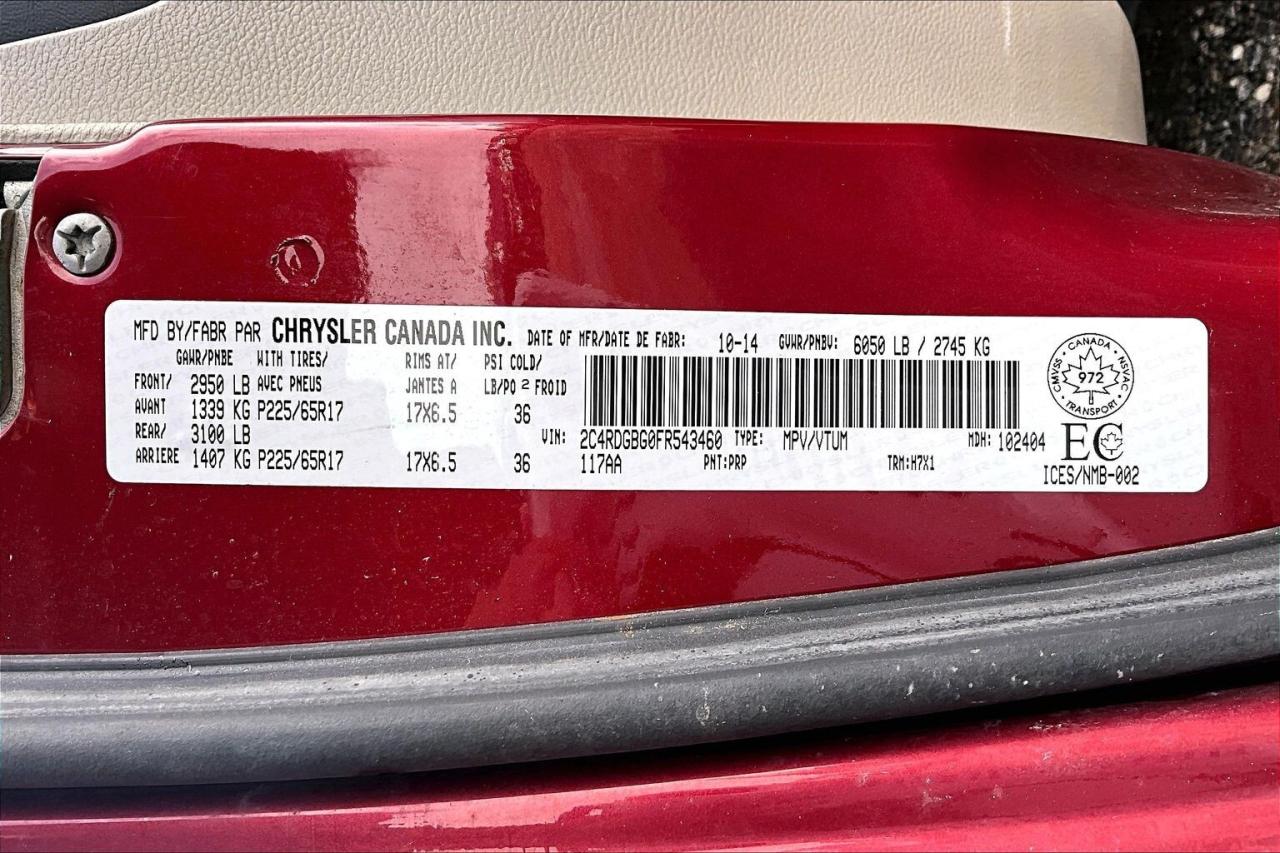 MFD BY/FABR PAR CHRYSLER CANADA INC. DATE OF MFR/DATE DE FABR: 10-14 GVWR/PNBV: 6050 LB / 2745 KG
GAWR/PNBE WITH TIRES/ RIMS AT/ PSI COLD/
FRONT/ 2950 LB AVEC PNEUS JANTES A LB/PO 2 FROID
AVANT 1339 KG P225/65R17 17X6.5 36
REAR/ 3100 LB VIN: 2C4RDGBG0FR543460 TYPE: MPV/VTUM MDH: 102404
ARRIERE 1407 KG P225/65R17 17X6.5 36 117AA PNT:PRP TRM:H7X1
CANADA
CMVSS NSVAC
972
TRANSPORT
EC
ICES/NMB-002